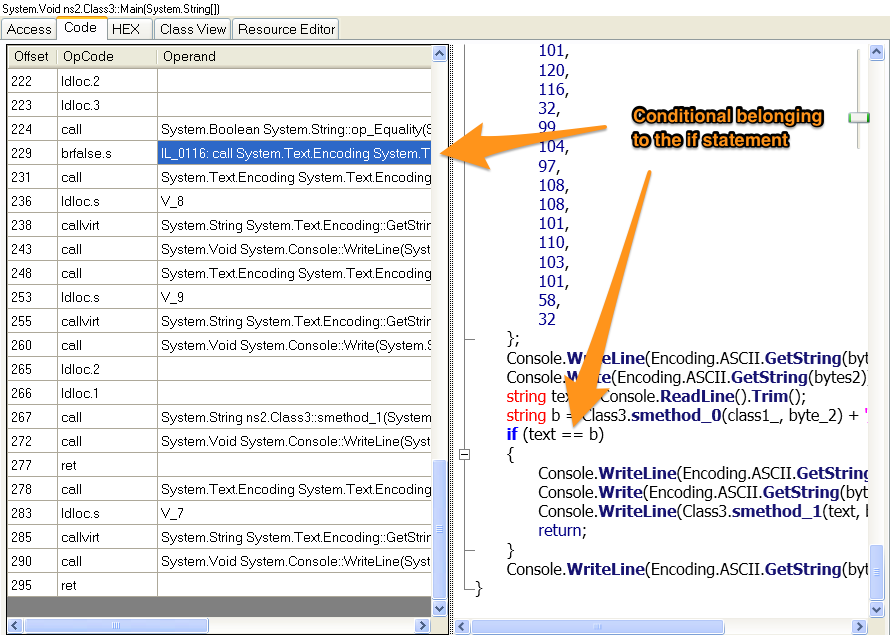 System.Void ns2.Class3::Main(System.String[])
Access Code HEX Class View Resource Editor
Offset OpCode Operand
222 ldloc.2
223 ldloc.3
224 call System.Boolean System.String::op_Equality(S
229 brfalse.s IL_0116: call System.Text.Encoding System.T
231 call System.Text.Encoding System.Text.Encoding
236 ldloc.s V_8
238 callvirt System.String System.Text.Encoding::GetStrin
243 call System.Void System.Console::WriteLine(Syst
248 call System.Text.Encoding System.Text.Encoding
253 ldloc.s V_9
255 callvirt System.String System.Text.Encoding::GetStrin
260 call System.Void System.Console::Write(System.S
265 ldloc.2
266 ldloc.1
267 call System.String ns2.Class3::smethod_1(System
272 call System.Void System.Console::WriteLine(Syst
277 ret
278 call System.Text.Encoding System.Text.Encoding
283 ldloc.s V_7
285 callvirt System.String System.Text.Encoding::GetStrin
290 call System.Void System.Console::WriteLine(Syst
295 ret
101,
120,
116,
32,
99,
104,
97,
108,
108,
101,
110,
103,
101,
58,
32
};
Console.WriteLine(Encoding.ASCII.GetString(byt
Console.Write(Encoding.ASCII.GetString(bytes2)
string text = Console.ReadLine().Trim();
string b = Class3.smethod_0(class1_, byte_2) + "
if (text == b)
{
Console.WriteLine(Encoding.ASCII.GetString
Console.Write(Encoding.ASCII.GetString(byt
Console.WriteLine(Class3.smethod_1(text, b
return;
}
Console.WriteLine(Encoding.ASCII.GetString(byt
}
Conditional belonging
to the if statement